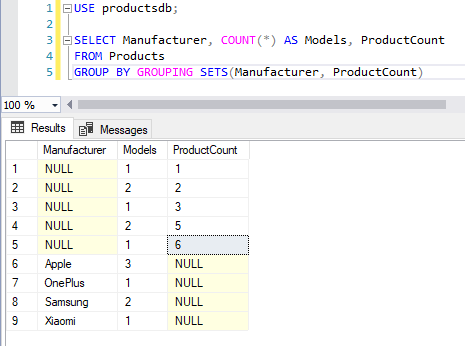 1 USE productsdb;
2
3 SELECT Manufacturer, COUNT(*) AS Models, ProductCount
4 FROM Products
5 GROUP BY GROUPING SETS(Manufacturer, ProductCount)
100 %
Results Messages
Manufacturer Models ProductCount
1 NULL 1 1
2 NULL 2 2
3 NULL 1 3
4 NULL 2 5
5 NULL 1 6
6 Apple 3 NULL
7 OnePlus 1 NULL
8 Samsung 2 NULL
9 Xiaomi 1 NULL